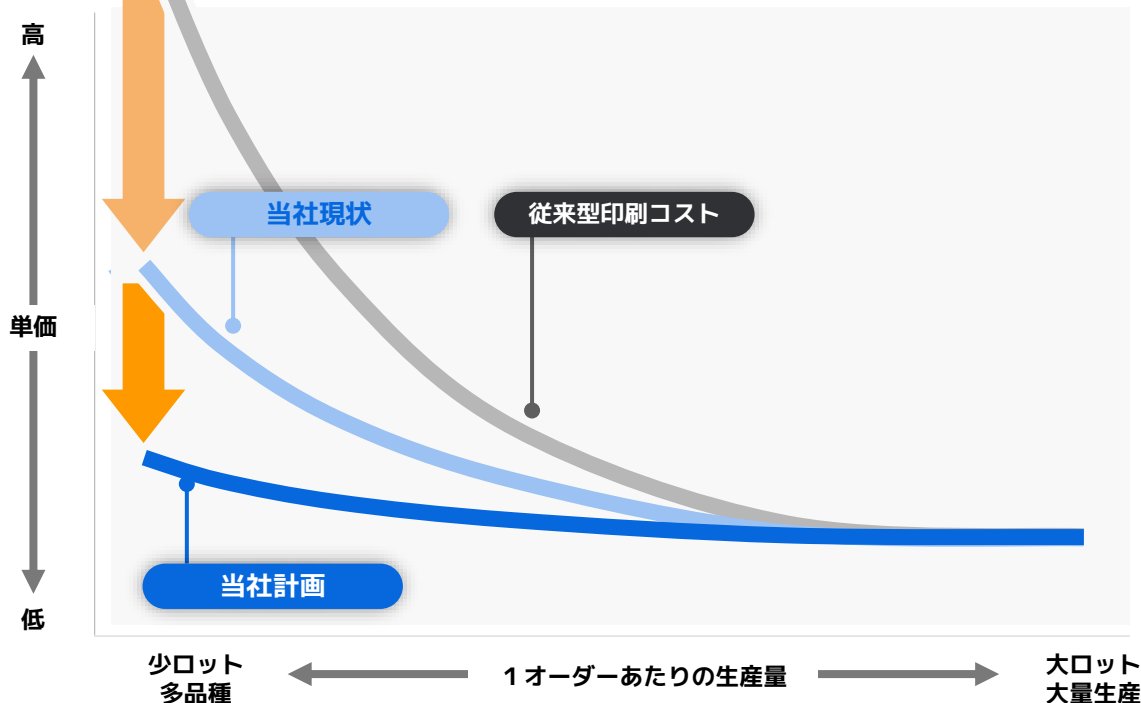 高
当社現状
従来型印刷コスト
単価
当社計画
低
少ロット
多品種
1オーダーあたりの生産量
大ロット
大量生産